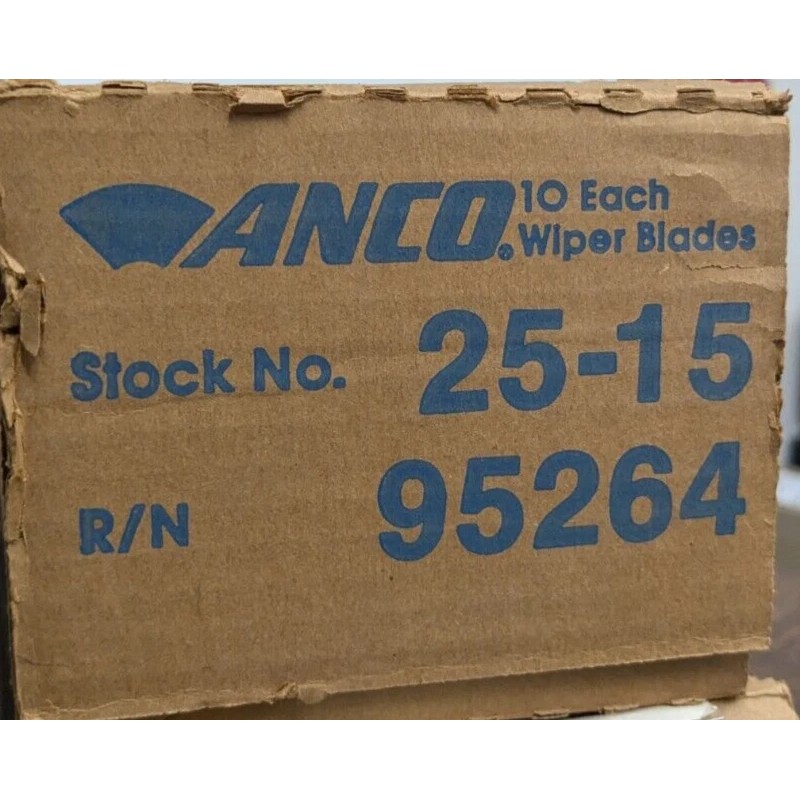 ANCO® 10 Each
Wiper Blades
Stock No. 25-15
R/N 95264